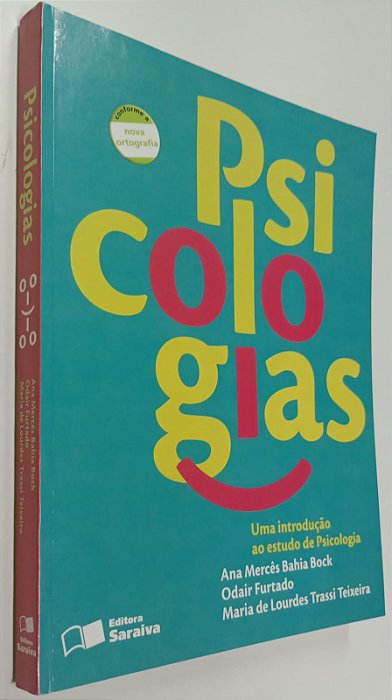 Psicologias
Ana Mercês Bahia Bock
Odair Furtado
Maria de Lourdes Trassi Teixeira
Editora
Saraiva
conforme a
nova
ortografia
Psi
colo
gias
Uma introdução
ao estudo de Psicologia
Ana Mercês Bahia Bock
Odair Furtado
Maria de Lourdes Trassi Teixeira
Editora
Saraiva